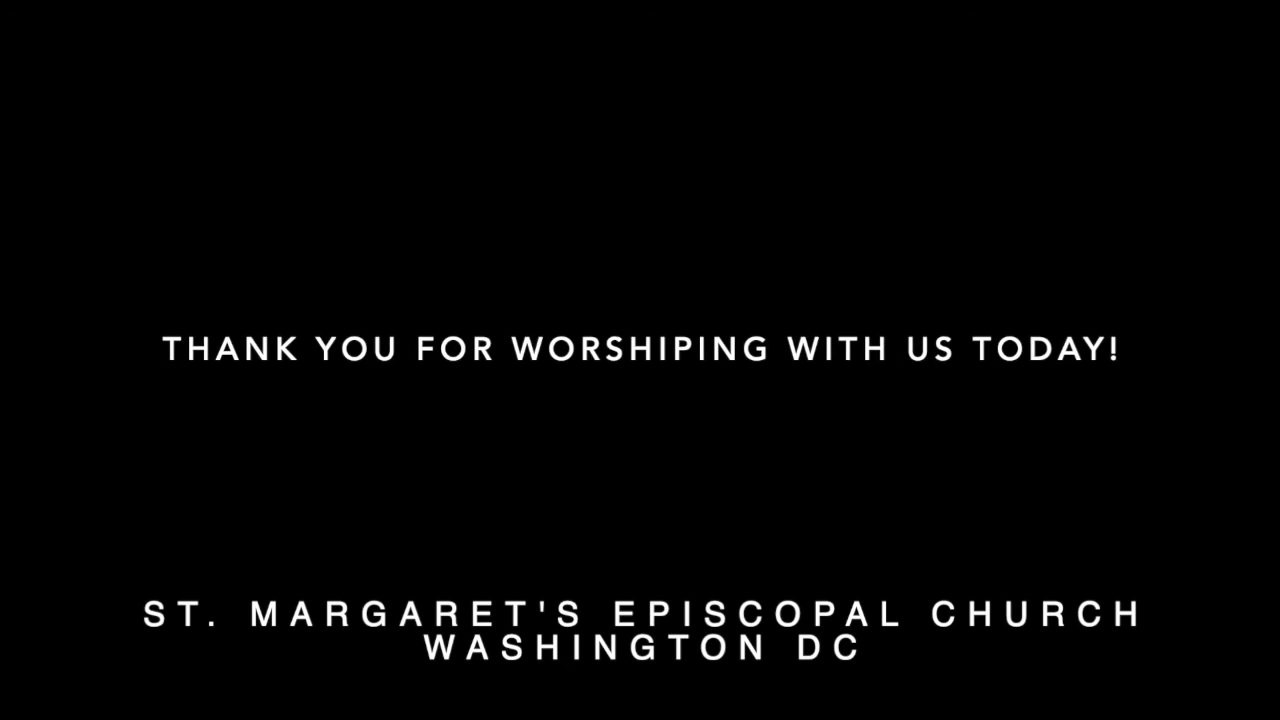 THANK YOU FOR WORSHIPING WITH US TODAY!
ST. MARGARET'S EPISCOPAL CHURCH
WASHINGTON DC